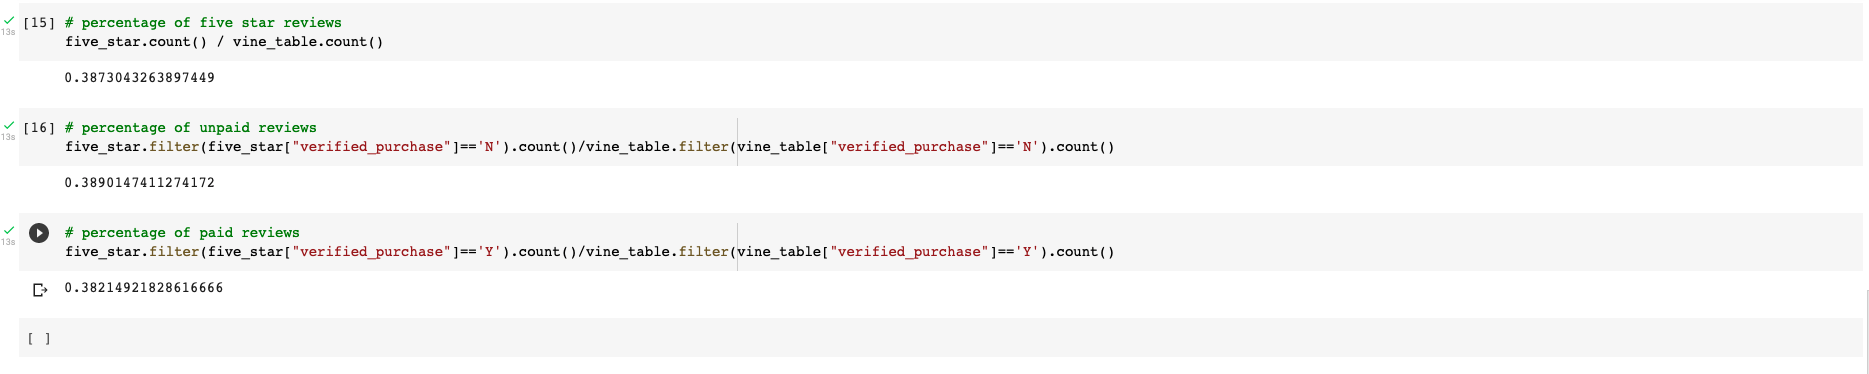 [15] # percentage of five star reviews
13s
five_star.count() / vine_table.count()
0.3873043263897449
[16] # percentage of unpaid reviews
13s
five_star.filter(five_star["verified_purchase"]=='N').count()/vine_table.filter(vine_table["verified_purchase"]=='N').count()
0.3890147411274172
# percentage of paid reviews
13s
five_star.filter(five_star["verified_purchase"]=='Y').count()/vine_table.filter(vine_table["verified_purchase"]=='Y').count()
0.38214921828616666
[ ]